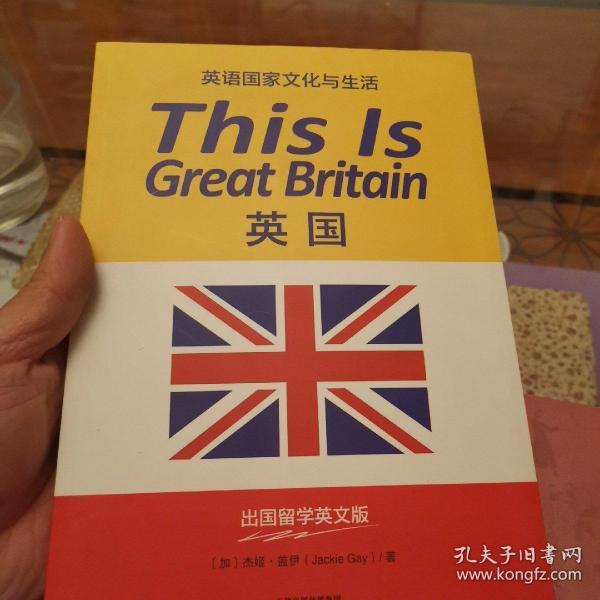 英语国家文化与生活
This Is
Great Britain
英国
出国留学英文版
〔加〕杰姬·盖伊（Jackie Gay）/著
孔夫子旧书网
www.kongfz.com